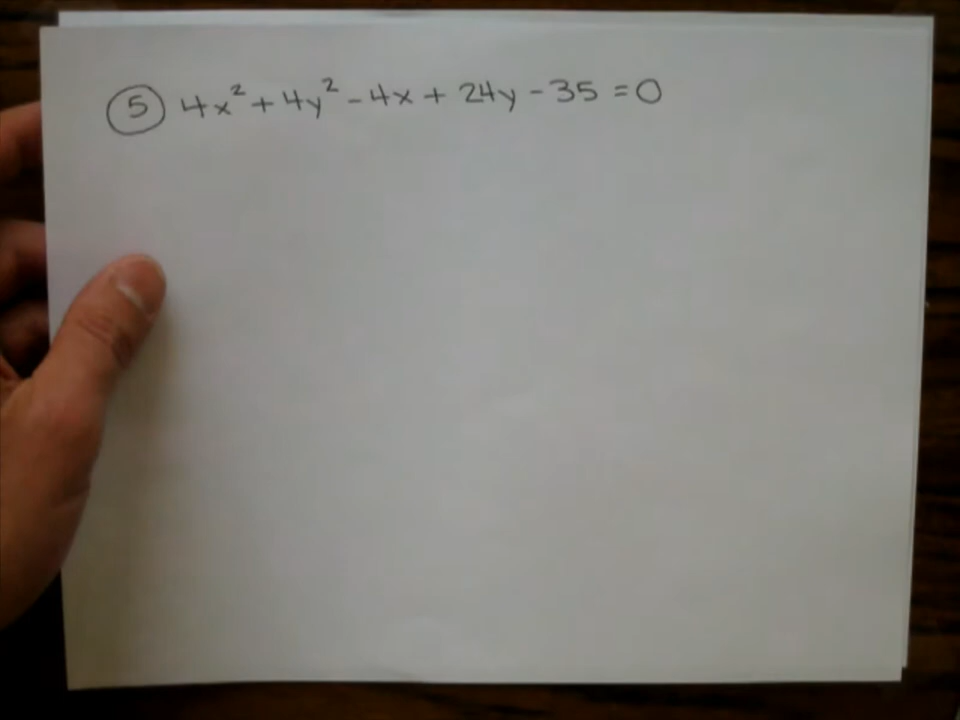 5 4x² + 4y² - 4x + 24y - 35 = 0